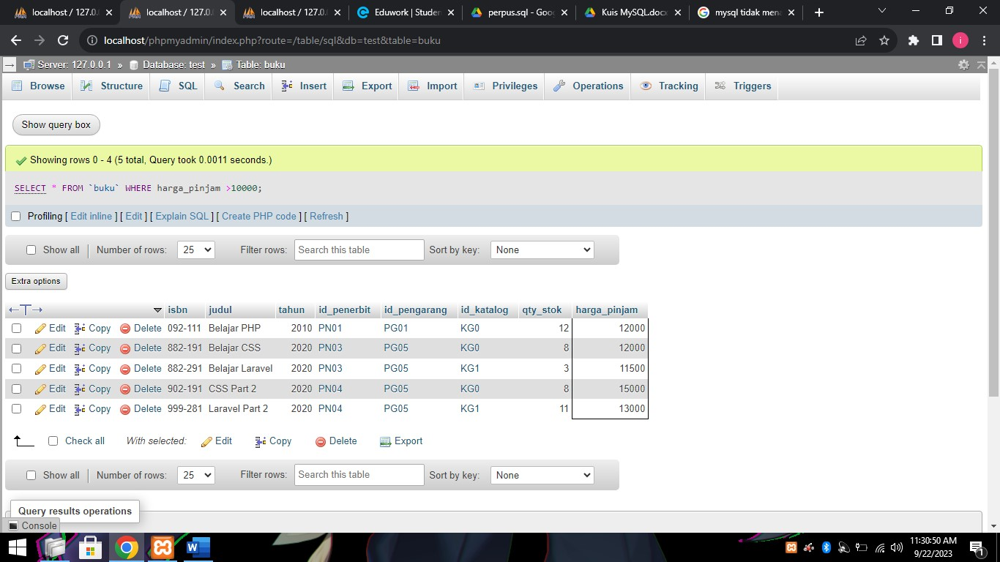 localhost / 127.0.
localhost / 127.0.
localhost / 127.0.
Eduwork | Studen
perpus.sql - Goog
Kuis MySQL.docx
mysql tidak mena
localhost/phpmyadmin/index.php?route=/table/sql&db=test&table=buku
i
Server: 127.0.0.1 » Database: test » Table: buku
Browse Structure SQL Search Insert Export Import Privileges Operations Tracking Triggers
Show query box
Showing rows 0 - 4 (5 total, Query took 0.0011 seconds.)
SELECT * FROM `buku` WHERE harga_pinjam >10000;
Profiling [ Edit inline ] [ Edit ] [ Explain SQL ] [ Create PHP code ] [ Refresh ]
Show all | Number of rows: 25 Filter rows: Search this table Sort by key: None
Extra options
←T→ isbn judul tahun id_penerbit id_pengarang id_katalog qty_stok harga_pinjam
Edit Copy Delete 092-111 Belajar PHP 2010 PN01 PG01 KG0 12 12000
Edit Copy Delete 882-191 Belajar CSS 2020 PN03 PG05 KG0 8 12000
Edit Copy Delete 882-291 Belajar Laravel 2020 PN03 PG05 KG1 3 11500
Edit Copy Delete 902-191 CSS Part 2 2020 PN04 PG05 KG0 8 15000
Edit Copy Delete 999-281 Laravel Part 2 2020 PN04 PG05 KG1 11 13000
Check all With selected: Edit Copy Delete Export
Show all | Number of rows: 25 Filter rows: Search this table Sort by key: None
Query results operations
Console
11:30:50 AM
9/22/2023
1